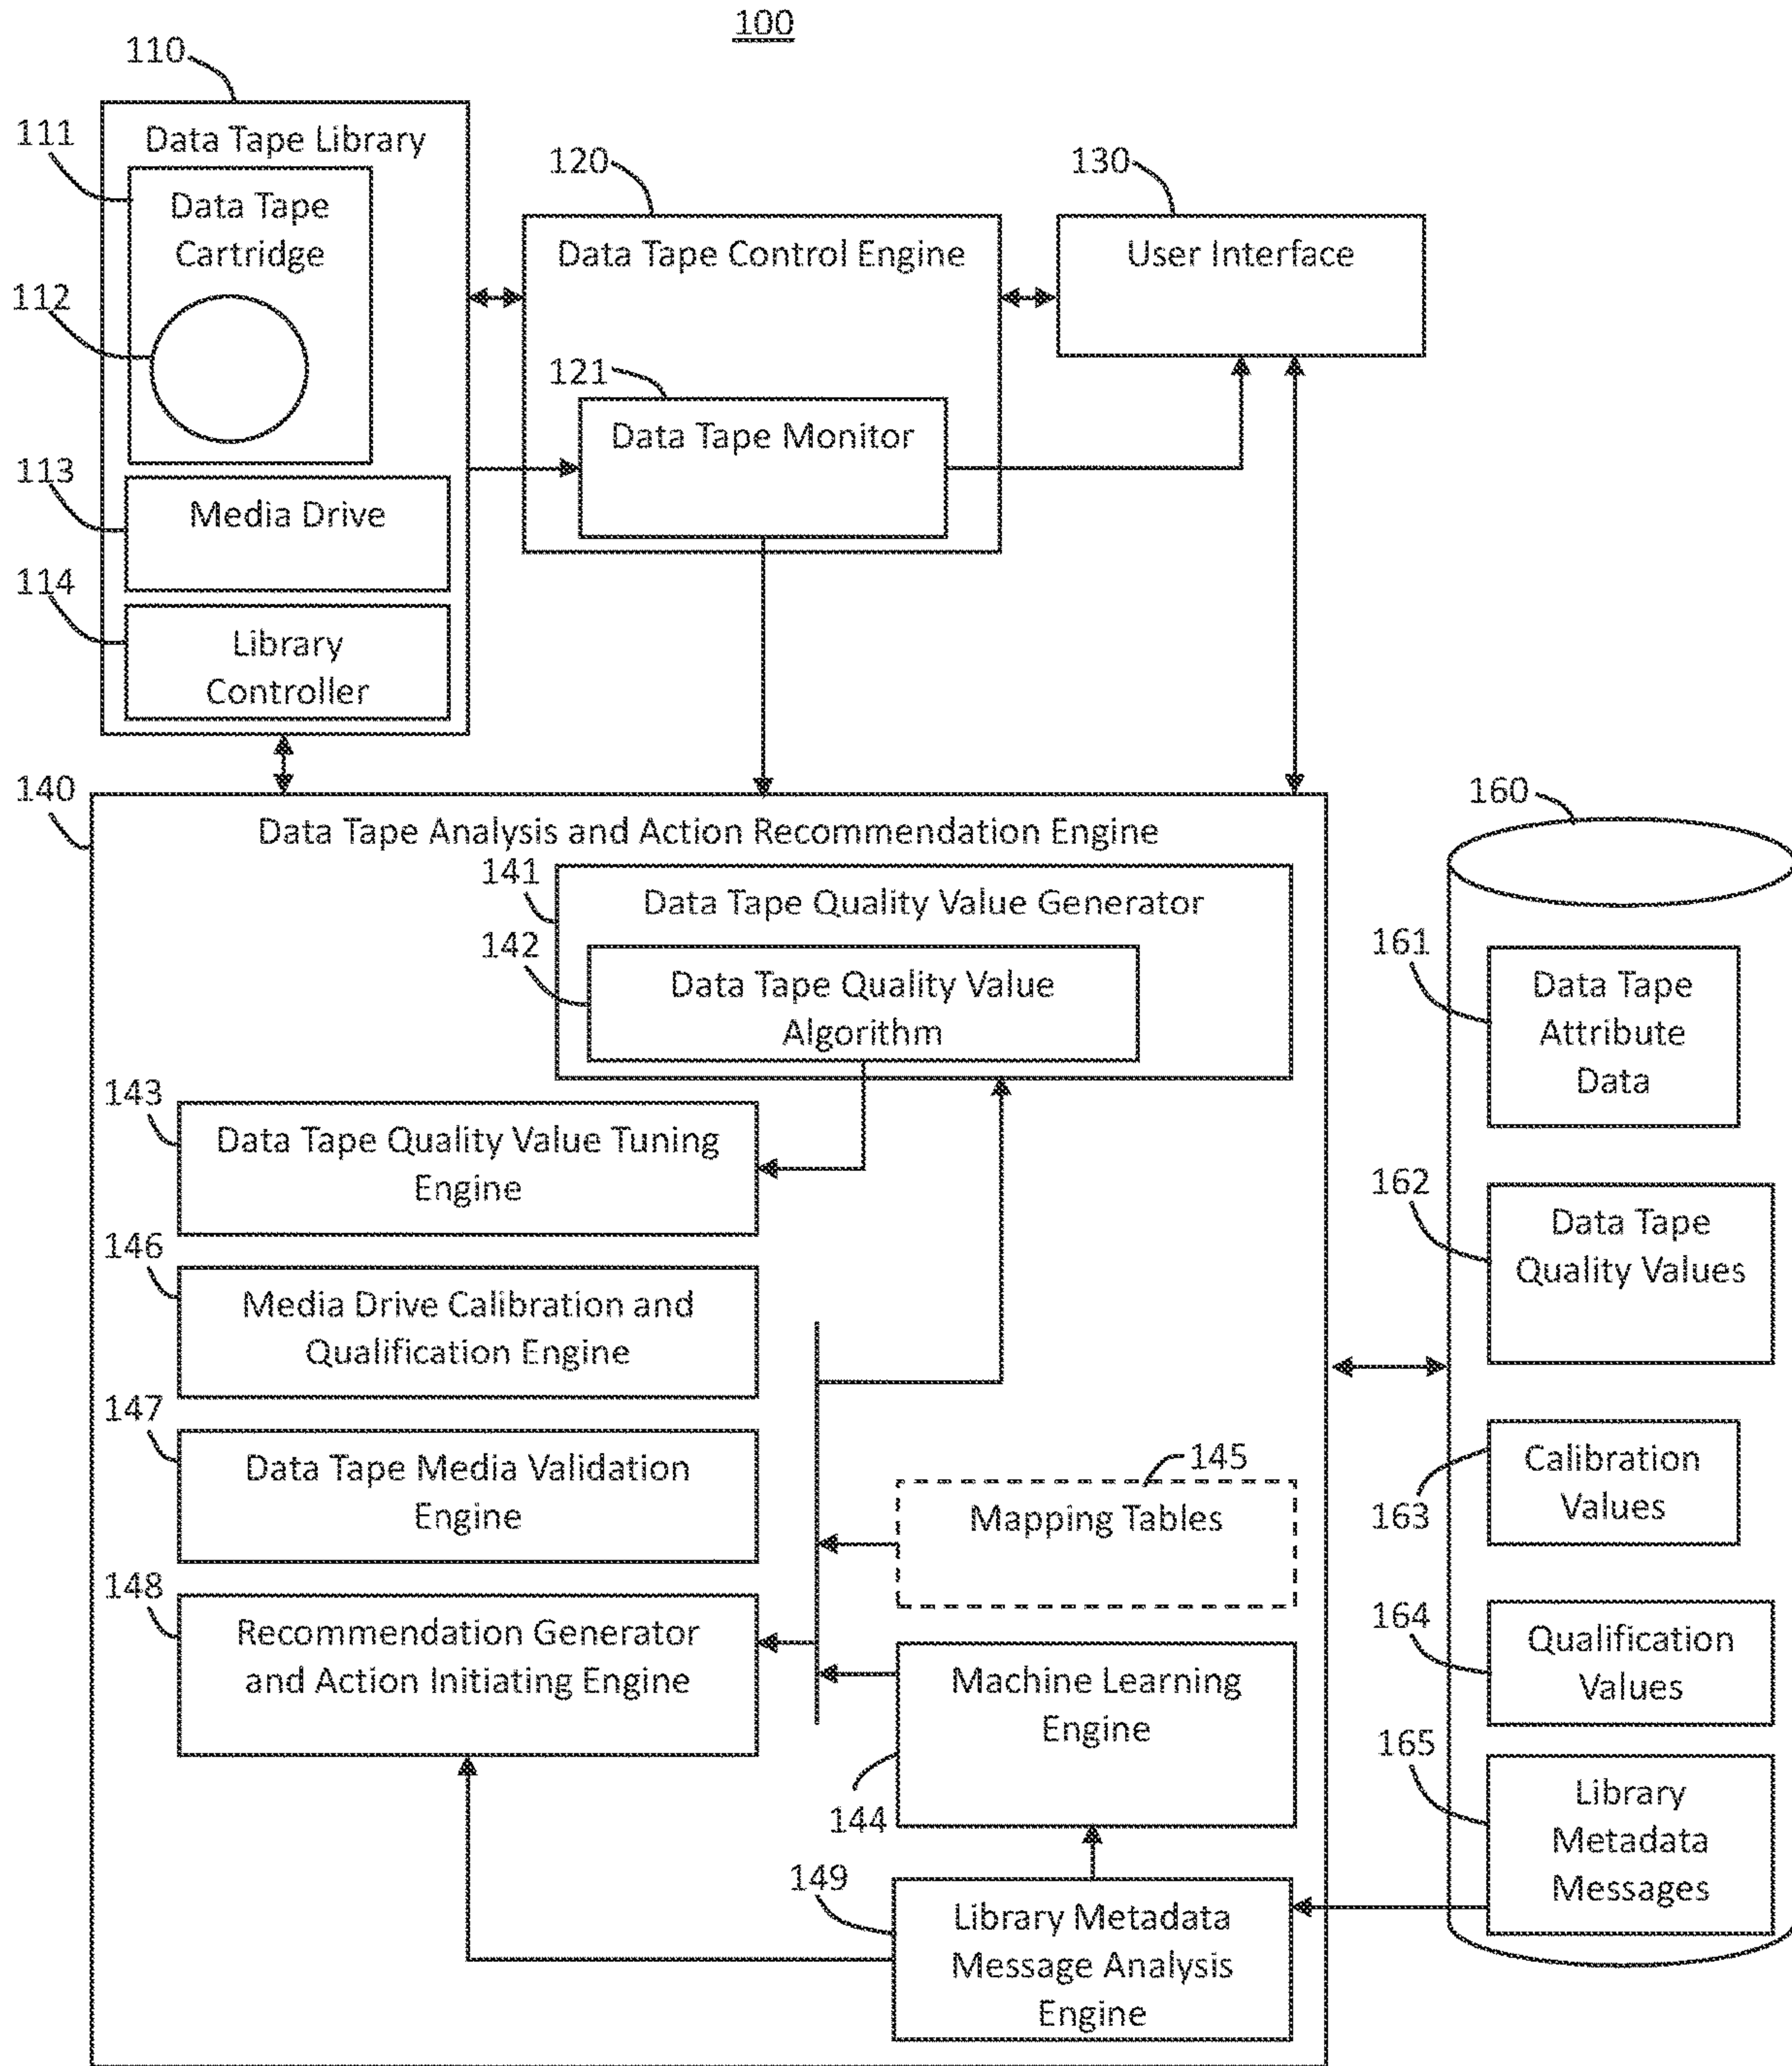 100
110
111
Data Tape Library
Data Tape
Cartridge
112
113
Media Drive
114
Library
Controller
120
Data Tape Control Engine
121
Data Tape Monitor
130
User Interface
140
Data Tape Analysis and Action Recommendation Engine
141
Data Tape Quality Value Generator
142
Data Tape Quality Value
Algorithm
143
Data Tape Quality Value Tuning
Engine
146
Media Drive Calibration and
Qualification Engine
147
Data Tape Media Validation
Engine
145
Mapping Tables
148
Recommendation Generator
and Action Initiating Engine
Machine Learning
Engine
144
149
Library Metadata
Message Analysis
Engine
160
161
Data Tape
Attribute
Data
162
Data Tape
Quality Values
163
Calibration
Values
164
Qualification
Values
165
Library
Metadata
Messages